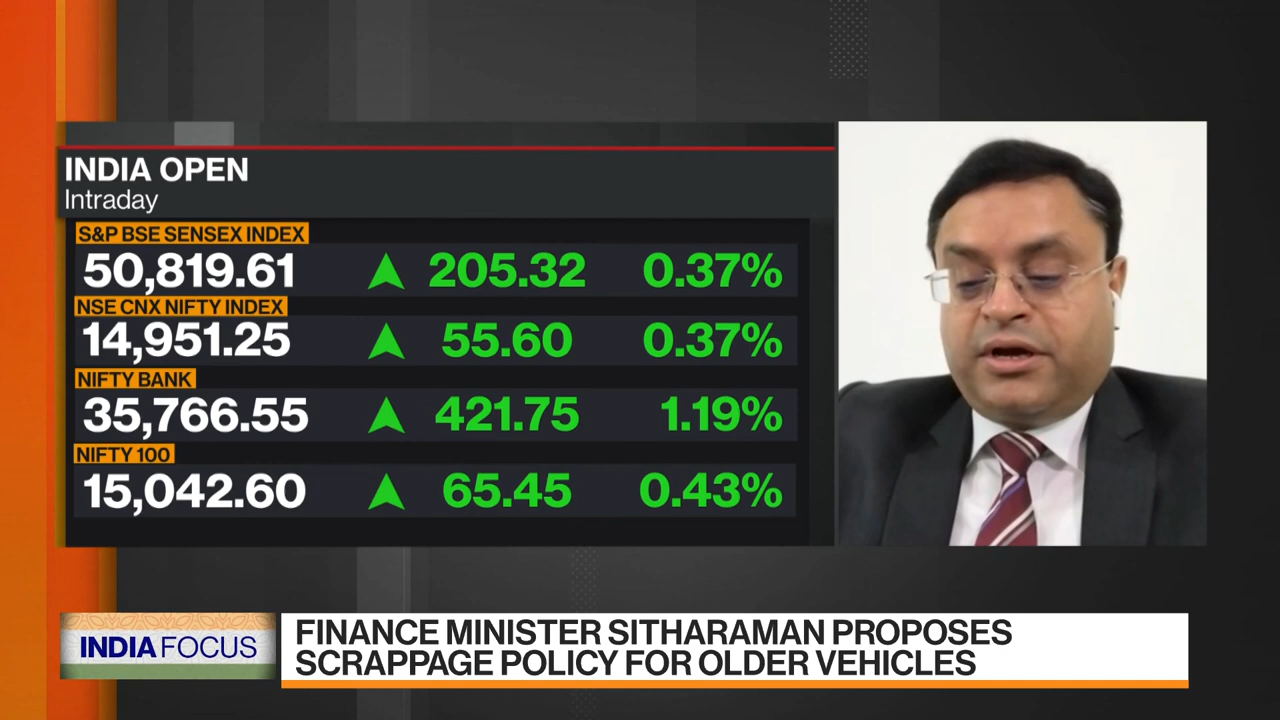 INDIA OPEN
Intraday
S&P BSE SENSEX INDEX
50,819.61 ▲ 205.32 0.37%
NSE CNX NIFTY INDEX
14,951.25 ▲ 55.60 0.37%
NIFTY BANK
35,766.55 ▲ 421.75 1.19%
NIFTY 100
15,042.60 ▲ 65.45 0.43%
INDIA FOCUS
FINANCE MINISTER SITHARAMAN PROPOSES
SCRAPPAGE POLICY FOR OLDER VEHICLES